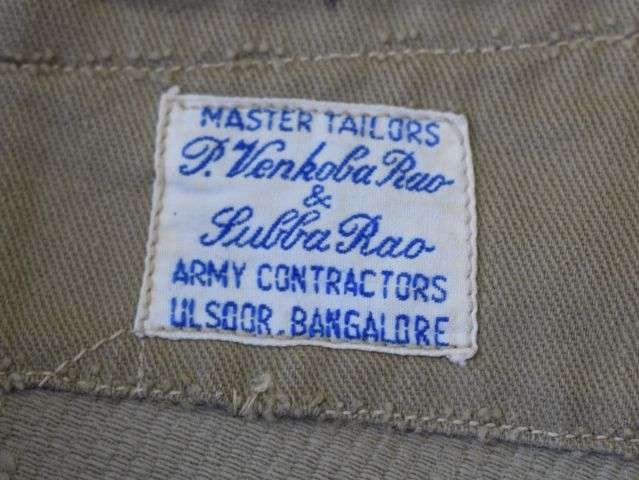 MASTER TAILORS
P. Venkoba Rao
&
Subba Rao
ARMY CONTRACTORS
ULSOOR. BANGALORE